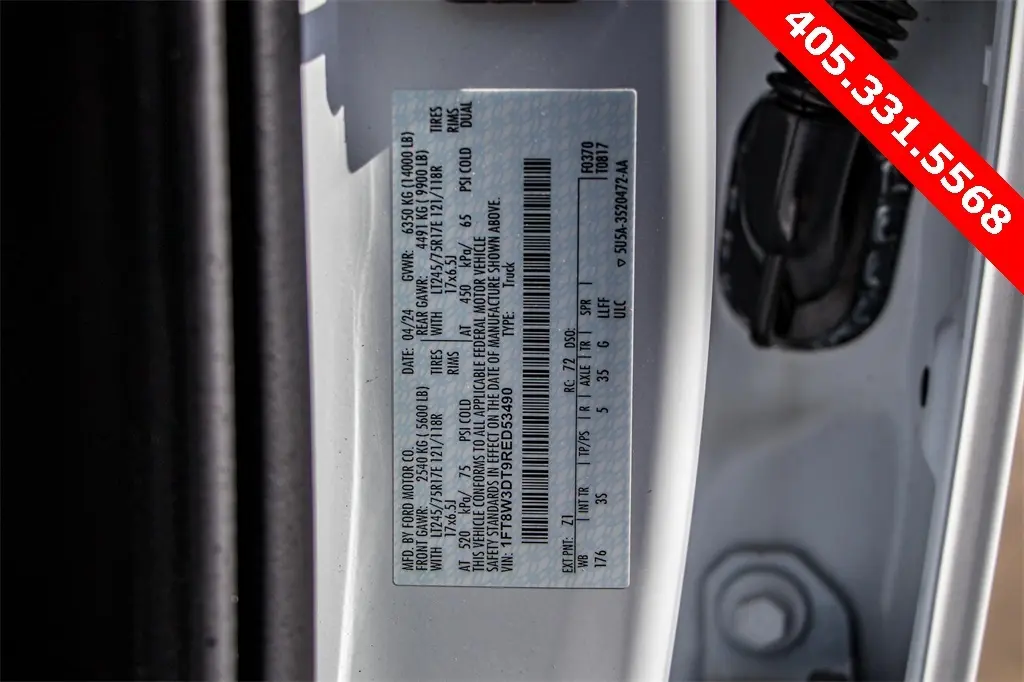 405.331.5568
MFD. BY FORD MOTOR CO. DATE: 04/24 GVWR: 6350 KG (14000 LB)
FRONT GAWR: 2540 KG ( 5600 LB) REAR GAWR: 4491 KG ( 9900 LB)
WITH LT245/75R17E 121/118R TIRES WITH LT245/75R17E 121/118R TIRES
17x6.5J RIMS 17x6.5J RIMS
AT 520 kPa/ 75 PSI COLD AT 450 kPa/ 65 PSI COLD DUAL
THIS VEHICLE CONFORMS TO ALL APPLICABLE FEDERAL MOTOR VEHICLE
SAFETY STANDARDS IN EFFECT ON THE DATE OF MANUFACTURE SHOWN ABOVE.
VIN: 1FT8W3DT9RED53490 TYPE: Truck
EXT PNT: Z1 RC: 72 DSO: F0370
WB INT TR TP/PS R AXLE TR SPR T0817
176 35 5 35 G LLFF
ULC ▽ 5U5A-3520472-AA